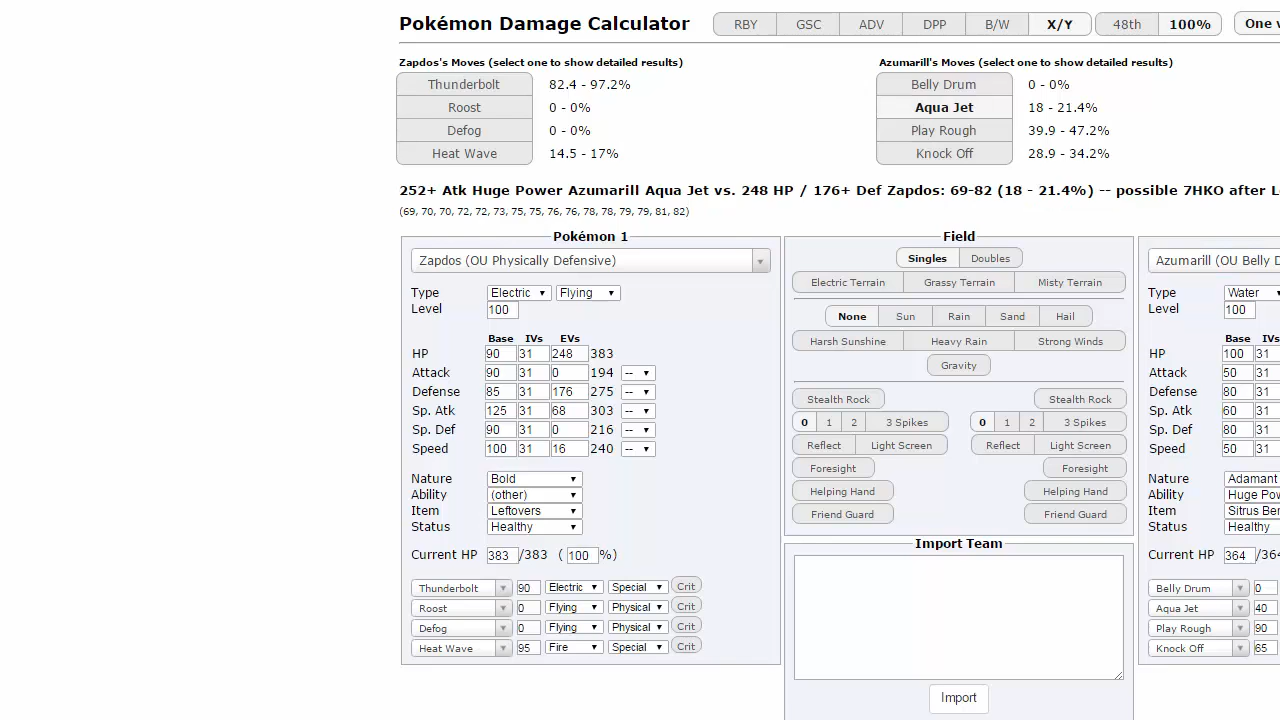 Pokémon Damage Calculator RBY GSC ADV DPP B/W X/Y 48th 100% One
Zapdos's Moves (select one to show detailed results) Azumarill's Moves (select one to show detailed results)
Thunderbolt 82.4 - 97.2% Belly Drum 0 - 0%
Roost 0 - 0% Aqua Jet 18 - 21.4%
Defog 0 - 0% Play Rough 39.9 - 47.2%
Heat Wave 14.5 - 17% Knock Off 28.9 - 34.2%
252+ Atk Huge Power Azumarill Aqua Jet vs. 248 HP / 176+ Def Zapdos: 69-82 (18 - 21.4%) -- possible 7HKO after
(69, 70, 70, 72, 72, 73, 75, 75, 76, 76, 78, 78, 79, 79, 81, 82)
Pokémon 1 Field
Zapdos (OU Physically Defensive) Singles Doubles Azumarill (OU Belly
Electric Terrain Grassy Terrain Misty Terrain
Type Electric Flying Type Water
Level 100 None Sun Rain Sand Hail Level 100
Base IVs EVs Harsh Sunshine Heavy Rain Strong Winds Base IVs
HP 90 31 248 383 HP 100 31
Gravity
Attack 90 31 0 194 -- Attack 50 31
Defense 85 31 176 275 -- Stealth Rock Stealth Rock Defense 80 31
Sp. Atk 125 31 68 303 -- 0 1 2 3 Spikes 0 1 2 3 Spikes Sp. Atk 60 31
Sp. Def 90 31 0 216 -- Reflect Light Screen Reflect Light Screen Sp. Def 80 31
Speed 100 31 16 240 -- Speed 50 31
Foresight Foresight
Nature Bold Nature Adamant
Ability (other) Helping Hand Helping Hand Ability Huge
Item Leftovers Friend Guard Friend Guard Item Sitrus
Status Healthy Status Healthy
Import Team
Current HP 383 /383 ( 100 %) Current HP 364
Thunderbolt 90 Electric Special Crit Belly Drum 0
Roost 0 Flying Physical Crit Aqua Jet 40
Defog 0 Flying Physical Crit Play Rough 90
Heat Wave 95 Fire Special Crit Knock Off 65
Import